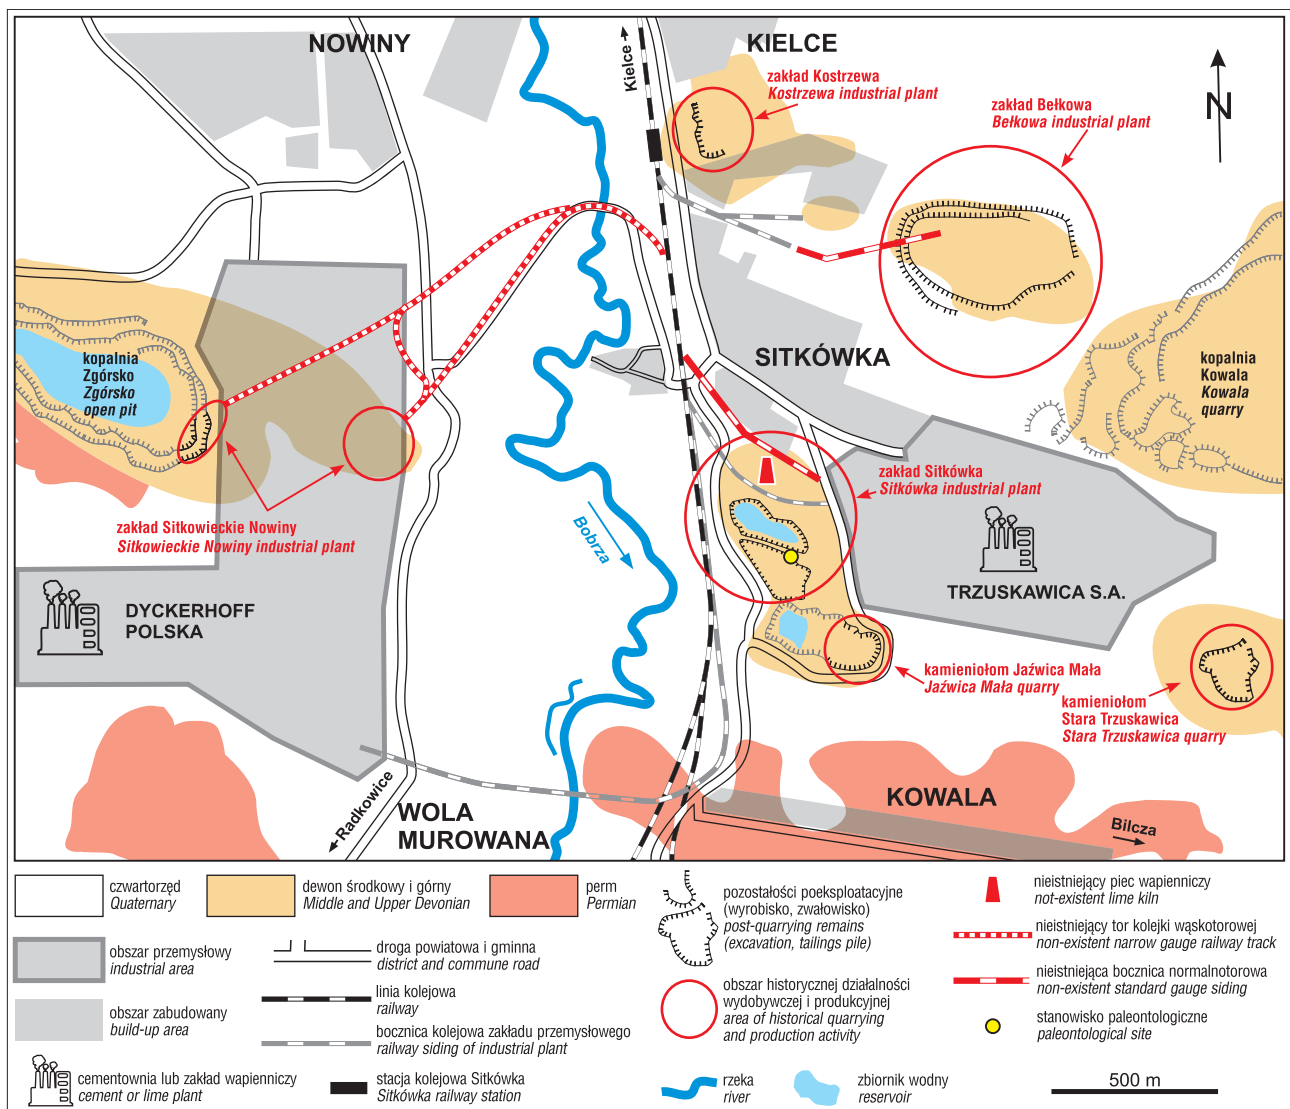 NOWINY
Kielce
KIELCE
zakład Kostrzewa
Kostrzewa industrial plant
zakład Bełkowa
Bełkowa industrial plant
N
kopalnia
Zgórsko
Zgórsko
open pit
SITKÓWKA
kopalnia
Kowala
Kowala
quarry
zakład Sitkówka
Sitkówka industrial plant
zakład Sitkowieckie Nowiny
Sitkowieckie Nowiny industrial plant
Bobrza
DYCKERHOFF
POLSKA
TRZUSKAWICA S.A.
kamieniołom Jaźwica Mała
Jaźwica Mała quarry
kamieniołom
Stara Trzuskawica
Stara Trzuskawica quarry
Radkowice
WOLA
MUROWANA
KOWALA
Bilcza
czwartorzęd
Quaternary
dewon środkowy i górny
Middle and Upper Devonian
perm
Permian
obszar przemysłowy
industrial area
obszar zabudowany
build-up area
cementownia lub zakład wapienniczy
cement or lime plant
droga powiatowa i gminna
district and commune road
linia kolejowa
railway
bocznica kolejowa zakładu przemysłowego
railway siding of industrial plant
stacja kolejowa Sitkówka
Sitkówka railway station
pozostałości poeksploatacyjne
(wyrobisko, zwałowisko)
post-quarrying remains
(excavation, tailings pile)
obszar historycznej działalności
wydobywczej i produkcyjnej
area of historical quarrying
and production activity
rzeka
river
zbiornik wodny
reservoir
nieistniejący piec wapienniczy
not-existent lime kiln
nieistniejący tor kolejki wąskotorowej
non-existent narrow gauge railway track
nieistniejąca bocznica normalnotorowa
non-existent standard gauge siding
stanowisko paleontologiczne
paleontological site
500 m